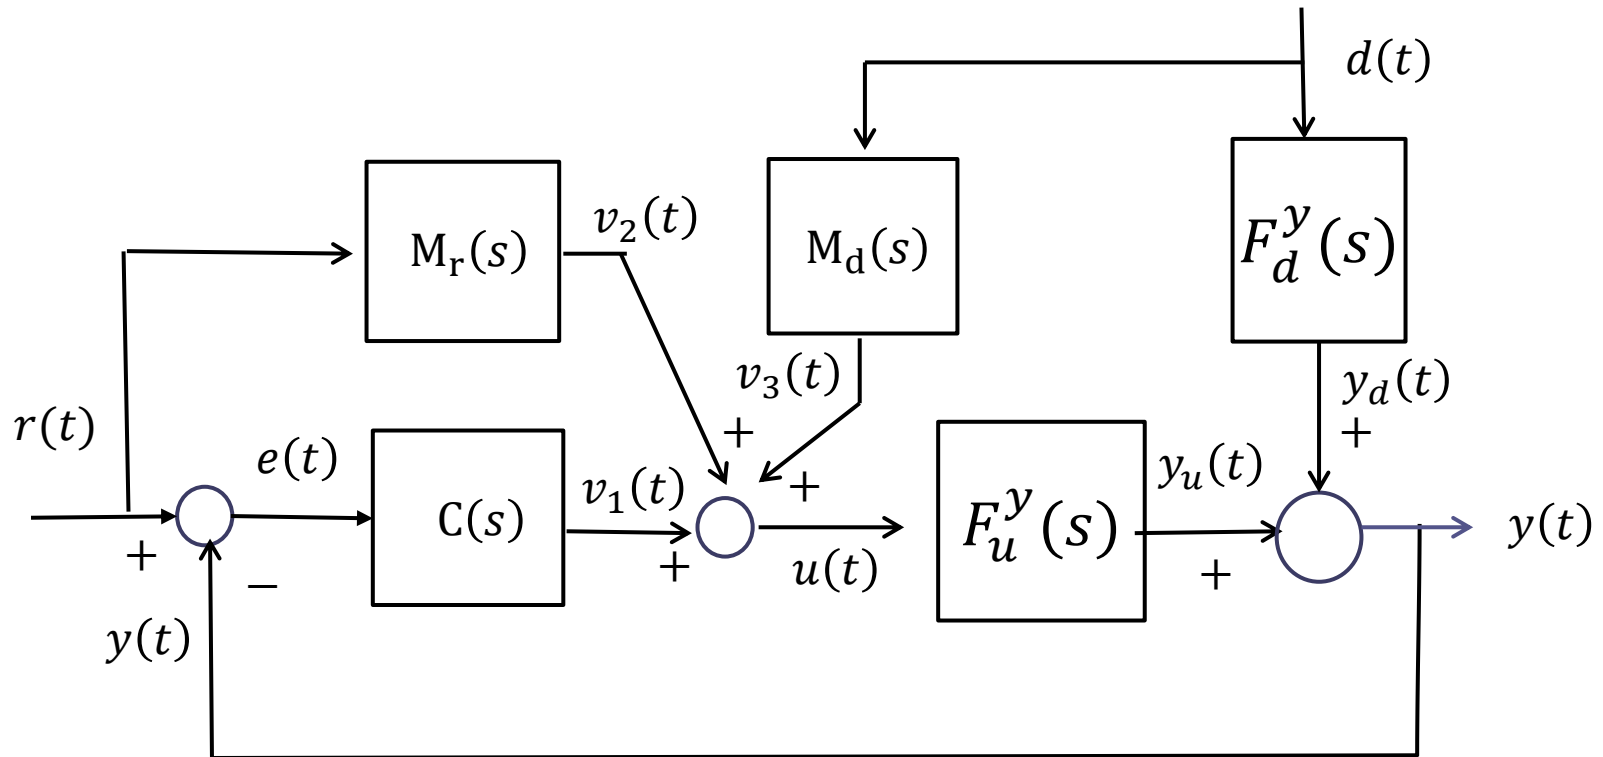 d(t)
M_r(s)
v_2(t)
M_d(s)
F_d^y(s)
v_3(t)
y_d(t)
r(t)
+
+
e(t)
C(s)
v_1(t)
+
F_u^y(s)
y_u(t)
y(t)
+
−
+
u(t)
+
y(t)